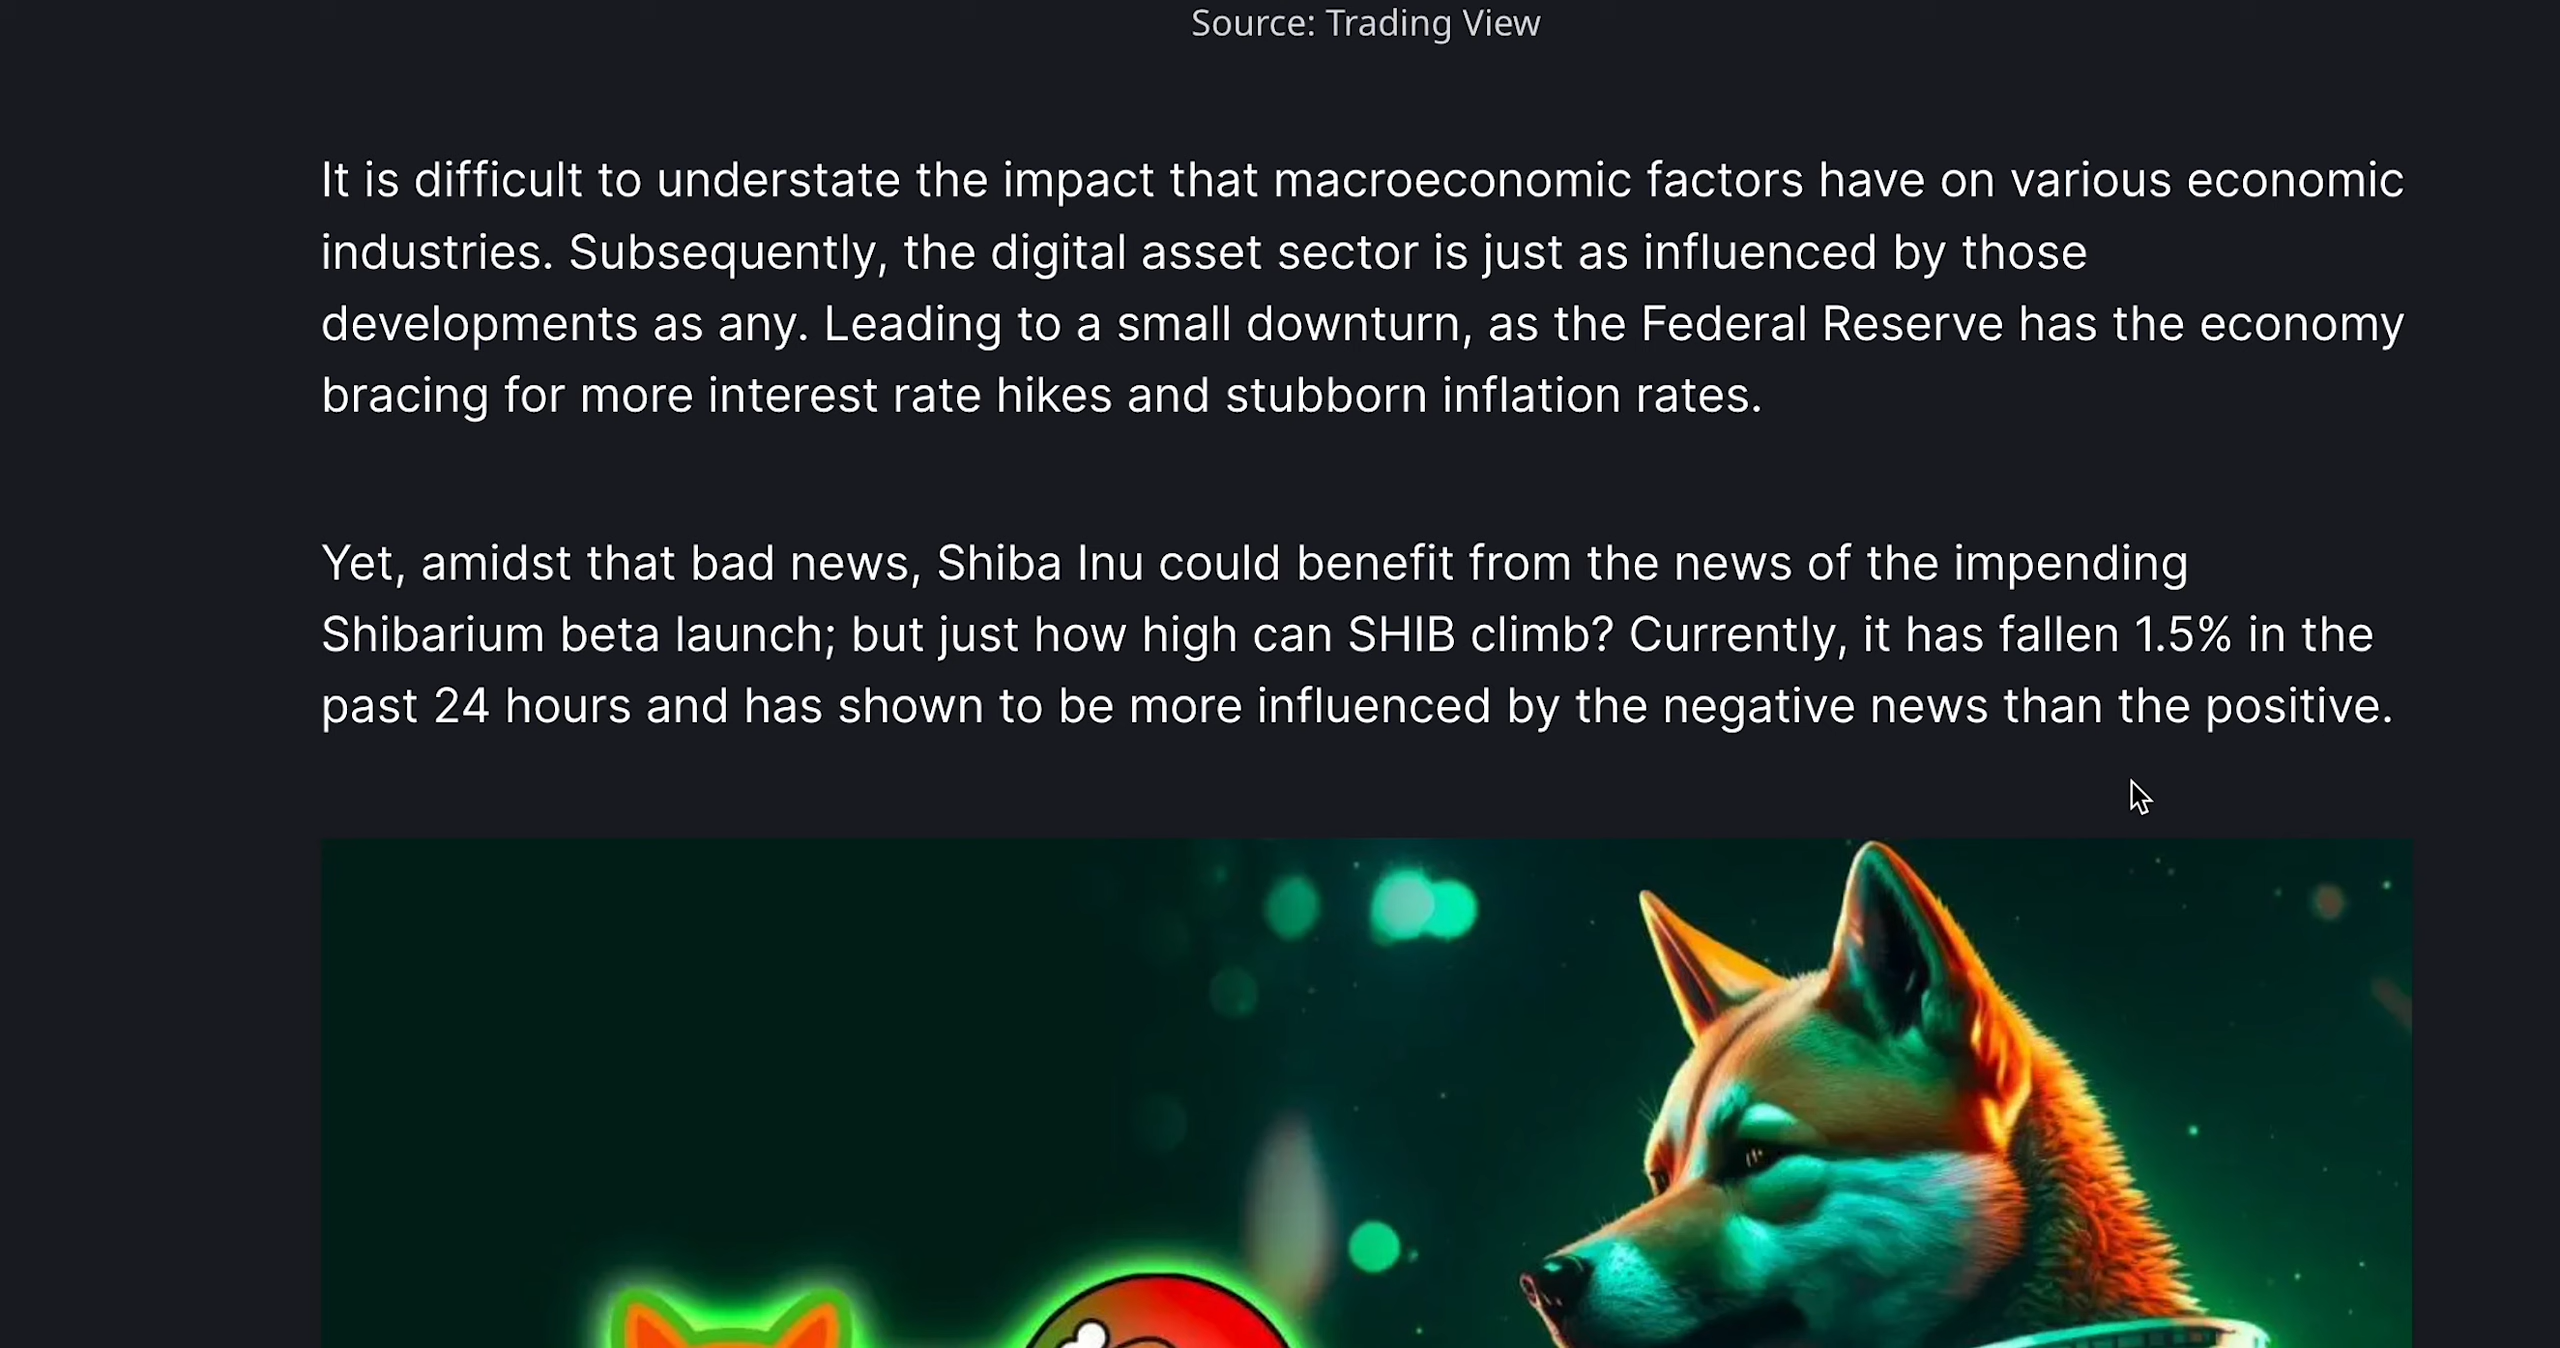 Source: Trading View
It is difficult to understate the impact that macroeconomic factors have on various economic
industries. Subsequently, the digital asset sector is just as influenced by those
developments as any. Leading to a small downturn, as the Federal Reserve has the economy
bracing for more interest rate hikes and stubborn inflation rates.
Yet, amidst that bad news, Shiba Inu could benefit from the news of the impending
Shibarium beta launch; but just how high can SHIB climb? Currently, it has fallen 1.5% in the
past 24 hours and has shown to be more influenced by the negative news than the positive.